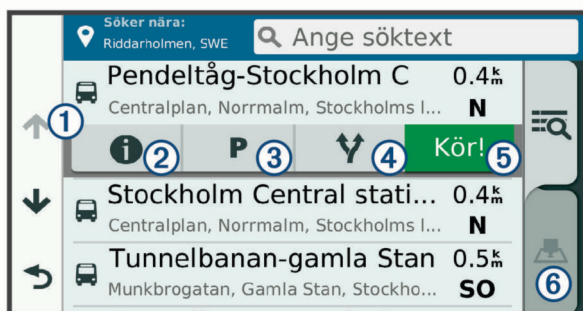 Söker nära:
Riddarholmen, SWE
Ange söktext
Pendeltåg-Stockholm C 0.4 km
Centralplan, Norrmalm, Stockholms l... N
1
i 2 P 3 4 Kör! 5
Stockholm Central stati... 0.4 km
Centralplan, Norrmalm, Stockholms l... N
Tunnelbanan-gamla Stan 0.5 km
Munkbrogatan, Gamla Stan, Stockho... SO
6